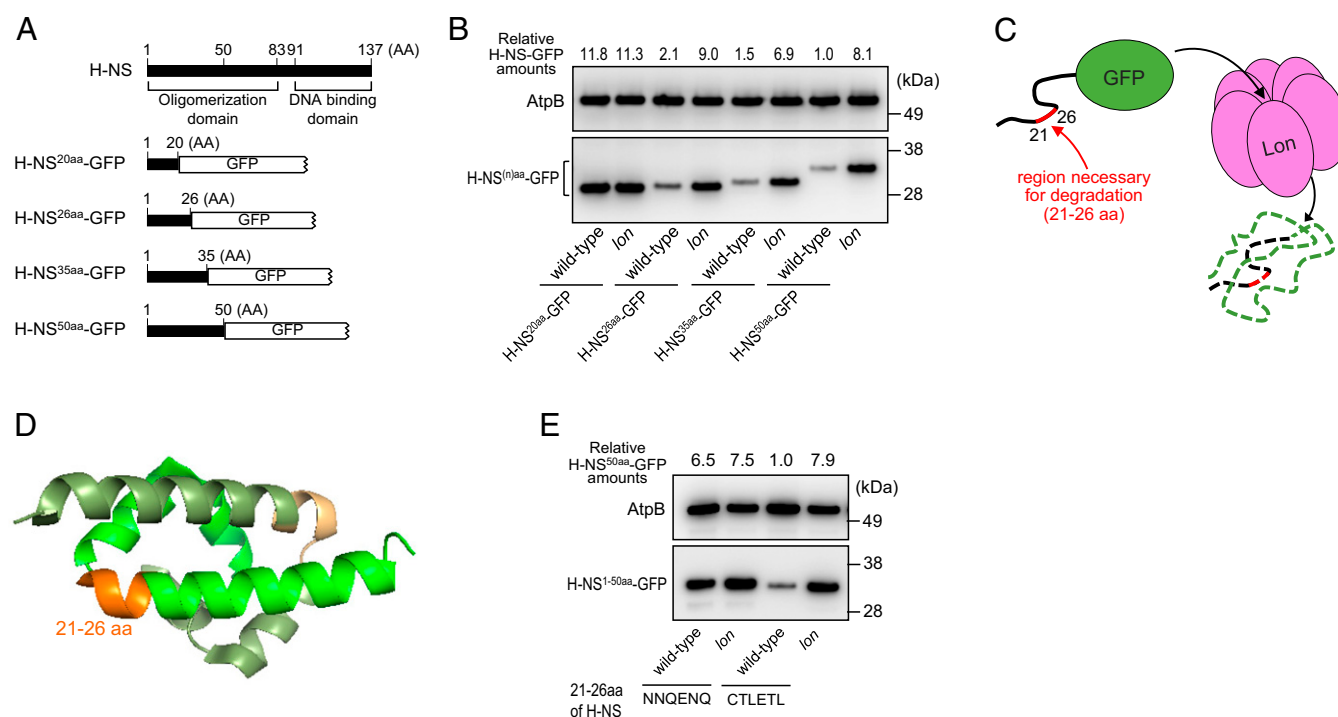 A
1 50 8391 137 (AA)
H-NS
Oligomerization domain
DNA binding domain
1 20 (AA)
H-NS20aa-GFP GFP
1 26 (AA)
H-NS26aa-GFP GFP
1 35 (AA)
H-NS35aa-GFP GFP
1 50 (AA)
H-NS50aa-GFP GFP
B
Relative
H-NS-GFP
amounts
11.8 11.3 2.1 9.0 1.5 6.9 1.0 8.1
(kDa)
AtpB
49
38
H-NS(n)aa-GFP
28
wild-type lon wild-type lon wild-type lon wild-type lon
H-NS20aa-GFP H-NS26aa-GFP H-NS35aa-GFP H-NS50aa-GFP
C
GFP
26
21
Lon
region necessary
for degradation
(21-26 aa)
D
21-26 aa
E
Relative
H-NS50aa-GFP
amounts
6.5 7.5 1.0 7.9
(kDa)
AtpB
49
38
H-NS1-50aa-GFP
28
wild-type lon wild-type lon
21-26aa
of H-NS
NNQENQ CTLETL